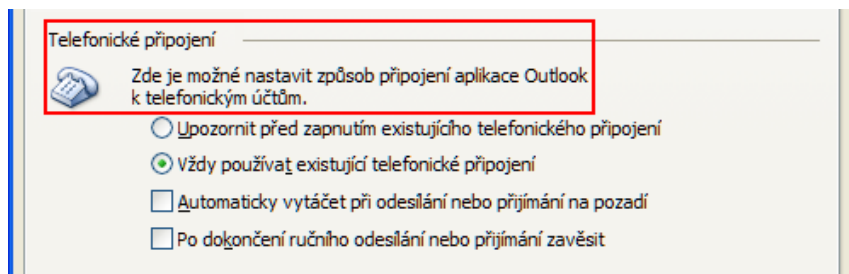 Telefonické připojení
Zde je možné nastavit způsob připojení aplikace Outlook
k telefonickým účtům.
Upozornit před zapnutím existujícího telefonického připojení
Vždy používat existující telefonické připojení
Automaticky vytáčet při odesílání nebo přijímání na pozadí
Po dokončení ručního odesílání nebo přijímání zavěsit